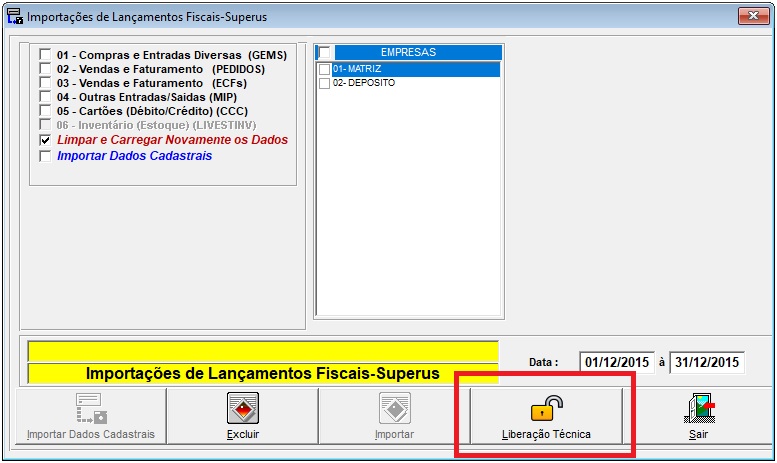 Importações de Lançamentos Fiscais-Superus
01 - Compras e Entradas Diversas (GEMS)
02 - Vendas e Faturamento (PEDIDOS)
03 - Vendas e Faturamento (ECFs)
04 - Outras Entradas/Saidas (MIP)
05 - Cartões (Débito/Crédito) (CCC)
06 - Inventário (Estoque) (LIVESTINV)
Limpar e Carregar Novamente os Dados
Importar Dados Cadastrais
EMPRESAS
01- MATRIZ
02- DEPOSITO
Importações de Lançamentos Fiscais-Superus
Data : 01/12/2015 à 31/12/2015
Importar Dados Cadastrais
Excluir
Importar
Liberação Técnica
Sair